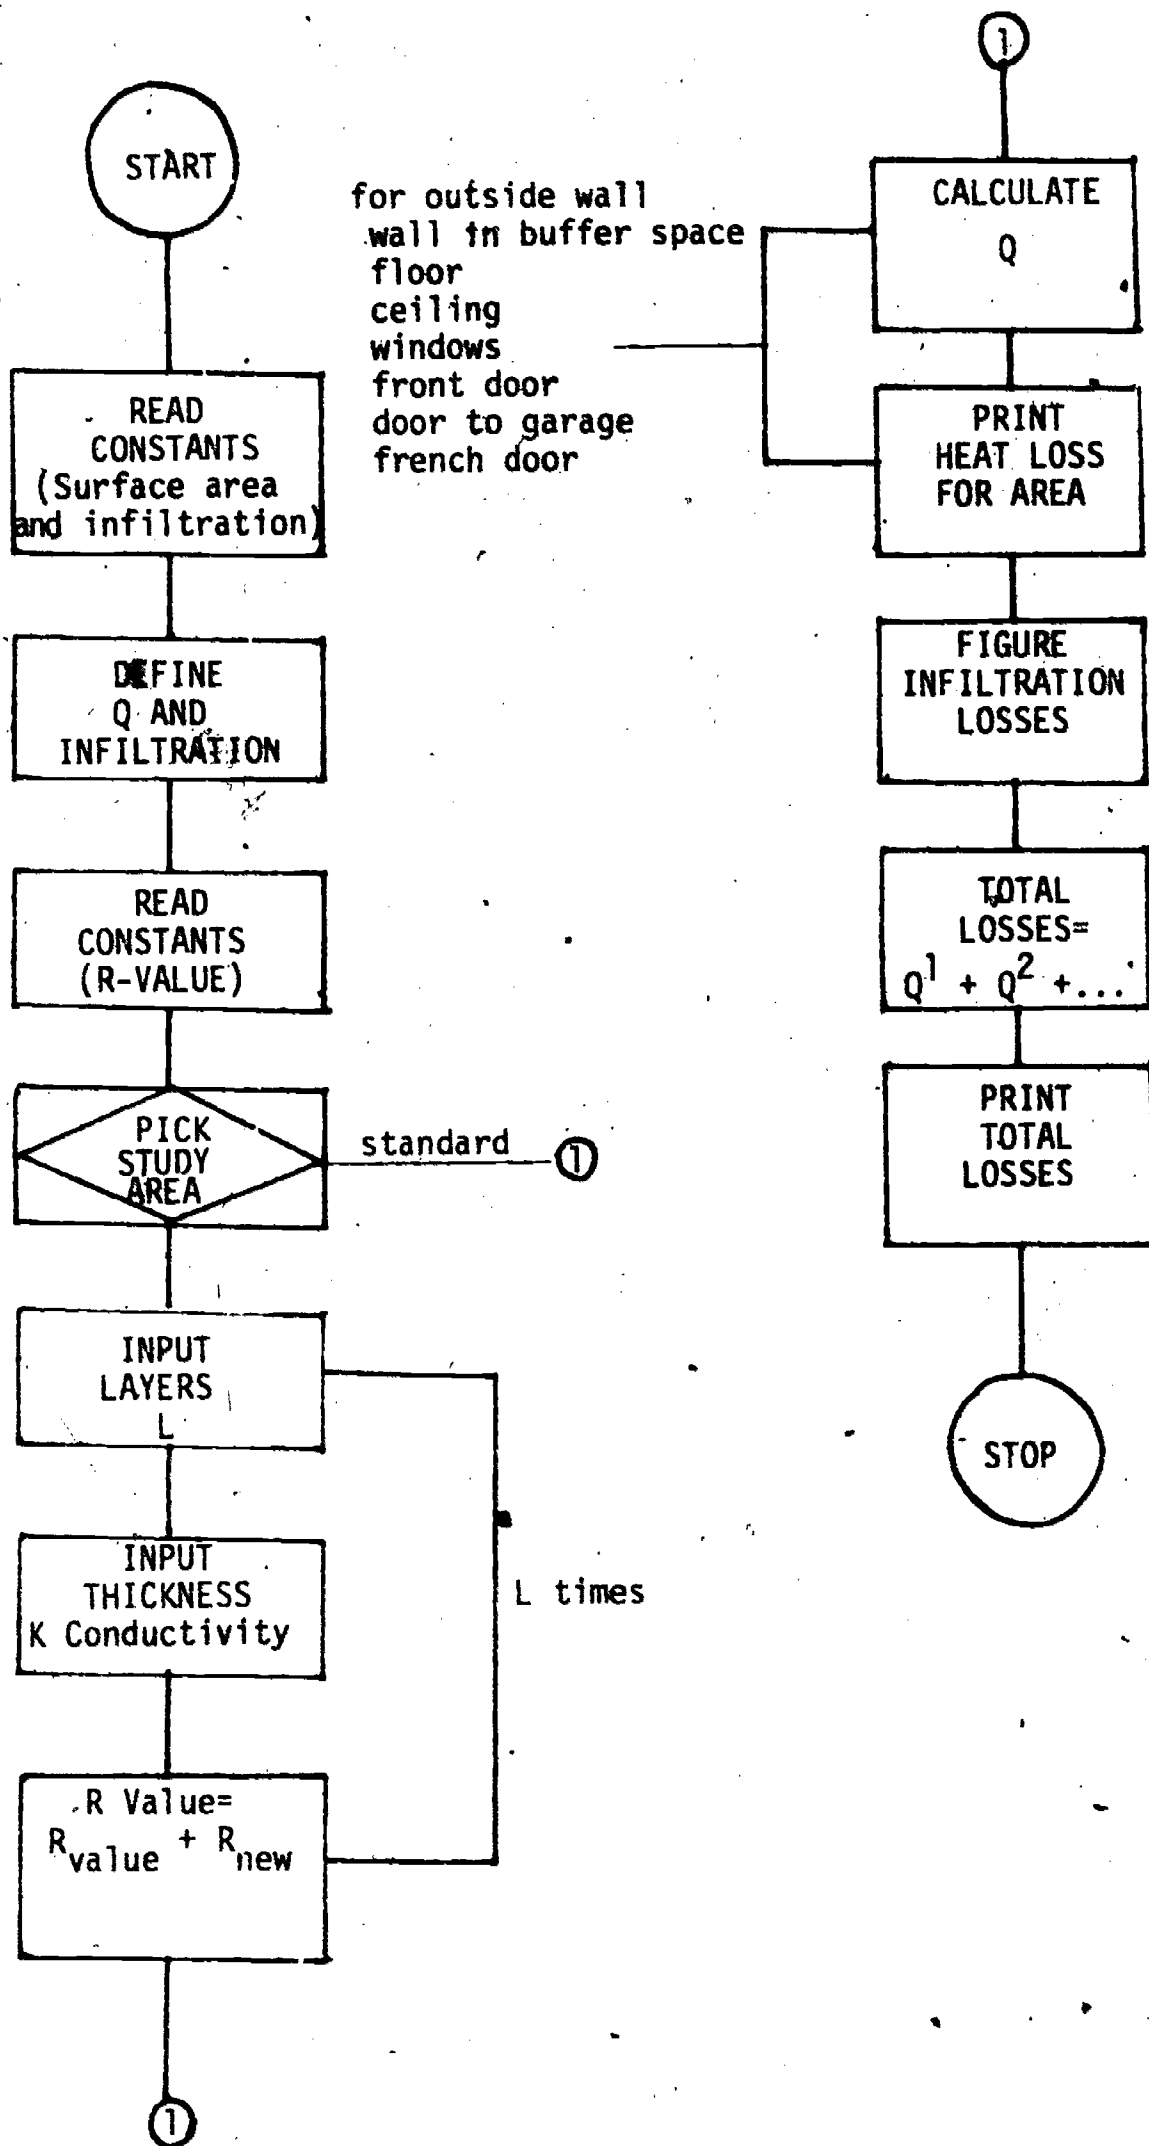 START
READ
CONSTANTS
(Surface area
and infiltration)
DEFINE
Q AND
INFILTRATION
READ
CONSTANTS
(R-VALUE)
PICK
STUDY
AREA
standard
1
INPUT
LAYERS
L
INPUT
THICKNESS
K Conductivity
L times
R Value=
Rvalue + Rnew
1
1
for outside wall
wall in buffer space
floor
ceiling
windows
front door
door to garage
french door
CALCULATE
Q
PRINT
HEAT LOSS
FOR AREA
FIGURE
INFILTRATION
LOSSES
TOTAL
LOSSES=
Q¹ + Q² +...
PRINT
TOTAL
LOSSES
STOP